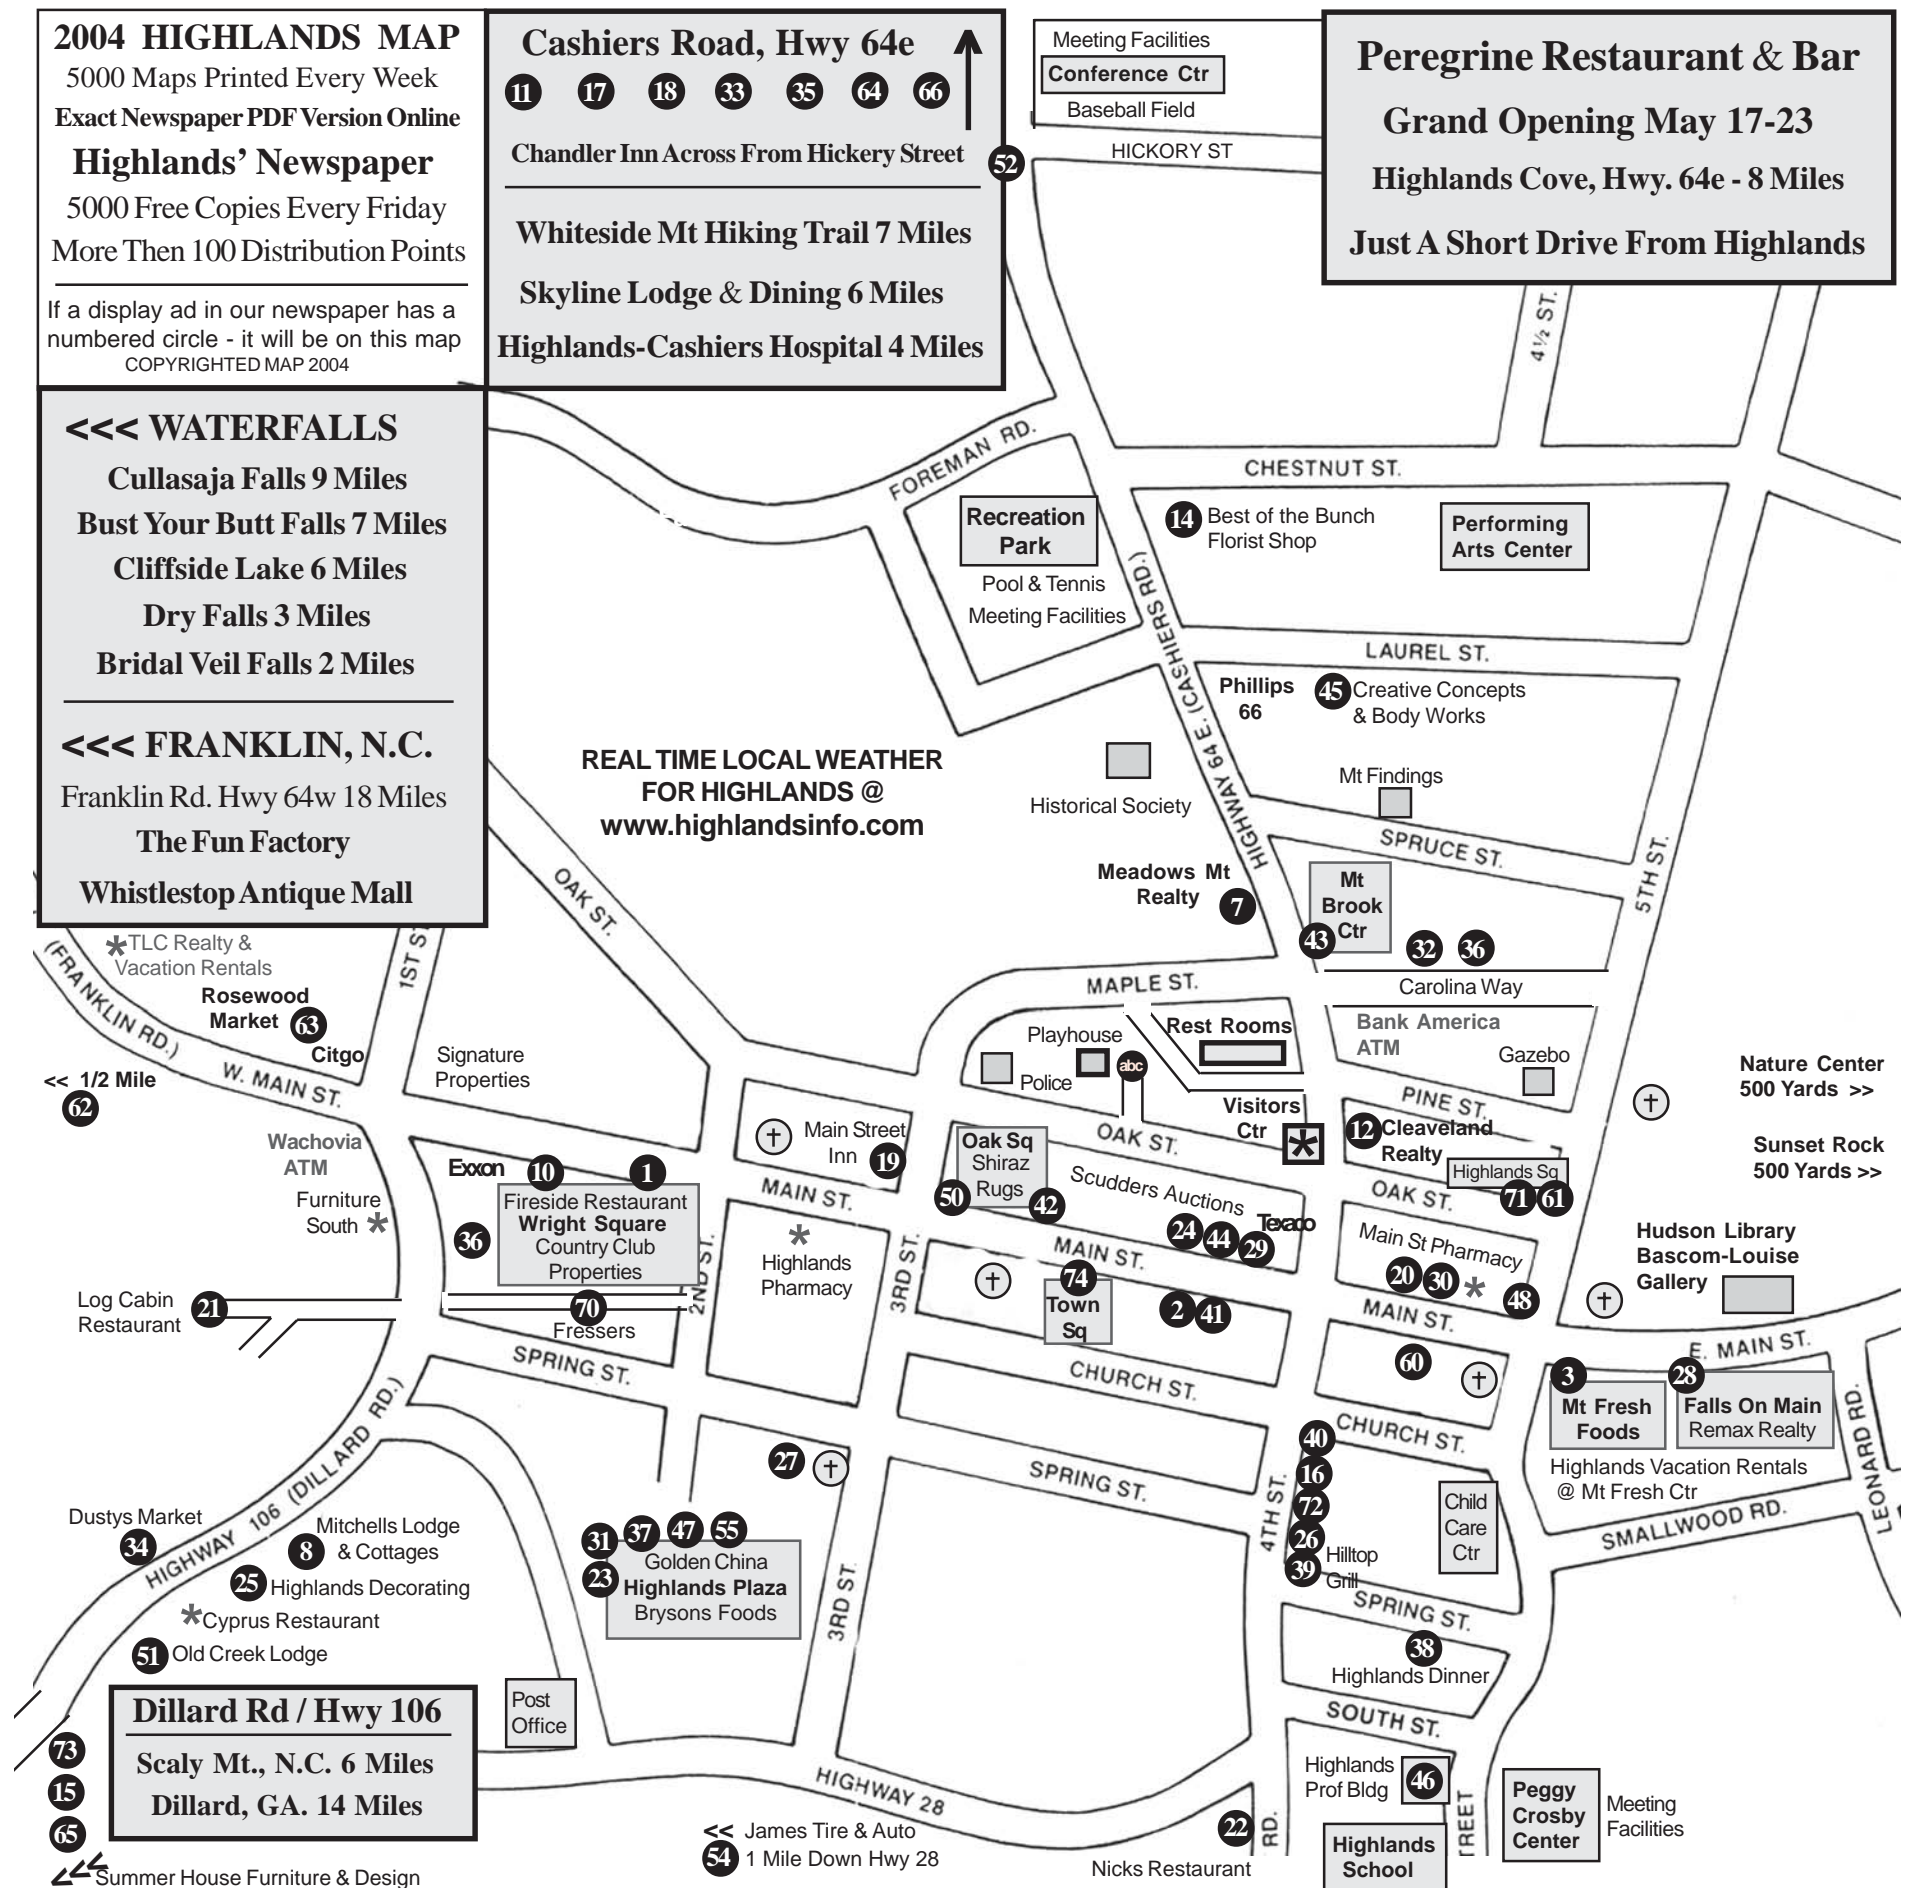 2004 HIGHLANDS MAP
5000 Maps Printed Every Week
Exact Newspaper PDF Version Online
Highlands' Newspaper
5000 Free Copies Every Friday
More Then 100 Distribution Points
If a display ad in our newspaper has a
numbered circle - it will be on this map
COPYRIGHTED MAP 2004
Cashiers Road, Hwy 64e
11 17 18 33 35 64 66
Chandler Inn Across From Hickery Street
52
Whiteside Mt Hiking Trail 7 Miles
Skyline Lodge & Dining 6 Miles
Highlands-Cashiers Hospital 4 Miles
Meeting Facilities
Conference Ctr
Baseball Field
HICKORY ST
Peregrine Restaurant & Bar
Grand Opening May 17-23
Highlands Cove, Hwy. 64e - 8 Miles
Just A Short Drive From Highlands
<<< WATERFALLS
Cullasaja Falls 9 Miles
Bust Your Butt Falls 7 Miles
Cliffside Lake 6 Miles
Dry Falls 3 Miles
Bridal Veil Falls 2 Miles
<<< FRANKLIN, N.C.
Franklin Rd. Hwy 64w 18 Miles
The Fun Factory
Whistlestop Antique Mall
4½ ST.
FOREMAN RD.
CHESTNUT ST.
Recreation
Park
Pool & Tennis
Meeting Facilities
14 Best of the Bunch
Florist Shop
Performing
Arts Center
HIGHWAY 64 E. (CASHIERS RD.)
LAUREL ST.
Phillips
66
45 Creative Concepts
& Body Works
REAL TIME LOCAL WEATHER
FOR HIGHLANDS @
www.highlandsinfo.com
Historical Society
Mt Findings
SPRUCE ST.
5TH ST.
Meadows Mt
Realty 7
Mt
Brook
Ctr
43
32 36
Carolina Way
OAK ST.
1ST ST
*TLC Realty &
Vacation Rentals
Rosewood
Market 63
Citgo
(FRANKLIN RD.)
W. MAIN ST.
<< 1/2 Mile
62
Signature
Properties
MAPLE ST.
Playhouse
abc
Police
Rest Rooms
Bank America
ATM
Gazebo
Nature Center
500 Yards >>
Sunset Rock
500 Yards >>
PINE ST.
Visitors
Ctr *
12 Cleaveland
Realty
Highlands Sq
71 61
OAK ST.
OAK ST.
Wachovia
ATM
Furniture
South *
Exxon 10 1
Fireside Restaurant
Wright Square
Country Club
Properties
36
Main Street
Inn 19
MAIN ST.
*
Highlands
Pharmacy
2ND ST.
3RD ST.
Oak Sq
Shiraz
Rugs
50 42
Scudders Auctions
24 44 29
Texaco
MAIN ST.
Main St Pharmacy
20 30 * 48
MAIN ST.
Hudson Library
Bascom-Louise
Gallery
74
Town
Sq
2 41
Log Cabin
Restaurant
21
70
Fressers
SPRING ST.
CHURCH ST.
60
E. MAIN ST.
3
Mt Fresh
Foods
28
Falls On Main
Remax Realty
Highlands Vacation Rentals
@ Mt Fresh Ctr
LEONARD RD.
SMALLWOOD RD.
CHURCH ST.
40
16
72
26
39
Hilltop
Grill
4TH ST.
Child
Care
Ctr
SPRING ST.
SPRING ST.
27
HIGHWAY 106 (DILLARD RD.)
Dustys Market
34
Mitchells Lodge
8 & Cottages
25 Highlands Decorating
*Cyprus Restaurant
51 Old Creek Lodge
31 37 47 55
23
Golden China
Highlands Plaza
Brysons Foods
3RD ST.
38
Highlands Dinner
SOUTH ST.
Post
Office
Dillard Rd / Hwy 106
Scaly Mt., N.C. 6 Miles
Dillard, GA. 14 Miles
73
15
65
Summer House Furniture & Design
HIGHWAY 28
<< James Tire & Auto
54 1 Mile Down Hwy 28
22
Nicks Restaurant
RD.
Highlands
Prof Bldg
46
Highlands
School
TREET
Peggy
Crosby
Center
Meeting
Facilities